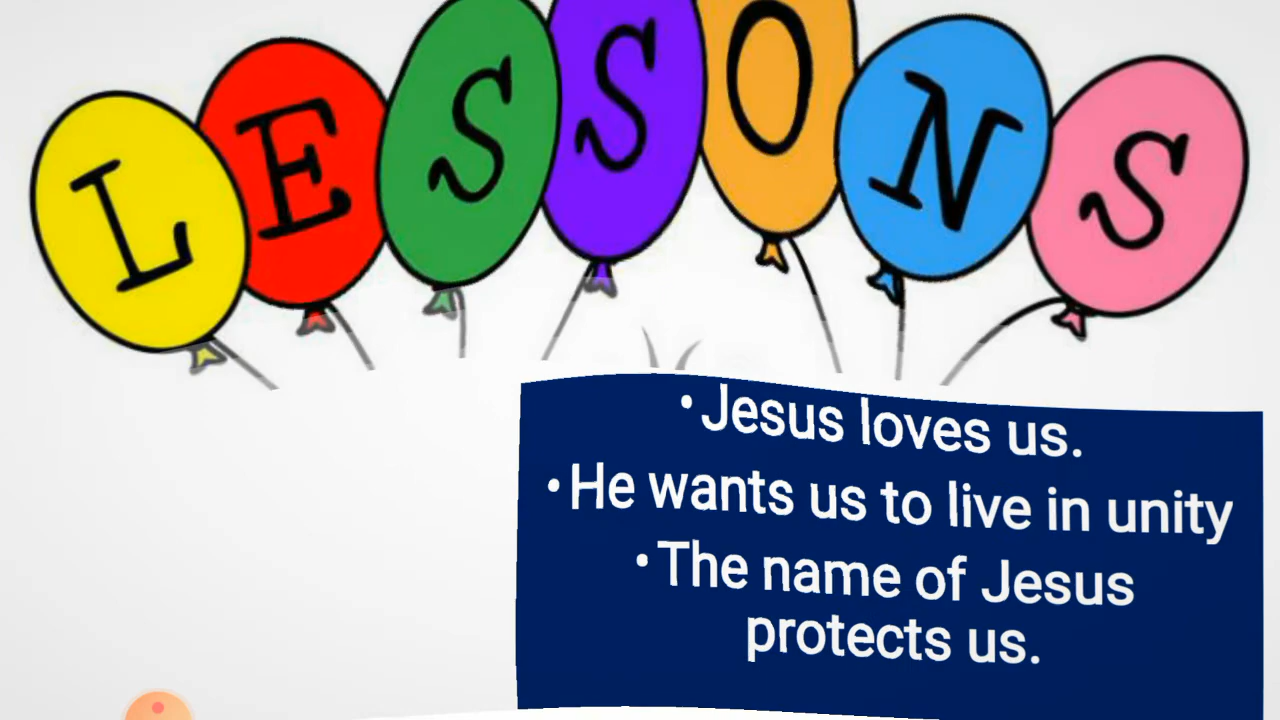 LESSONS
•Jesus loves us.
•He wants us to live in unity
•The name of Jesus
protects us.